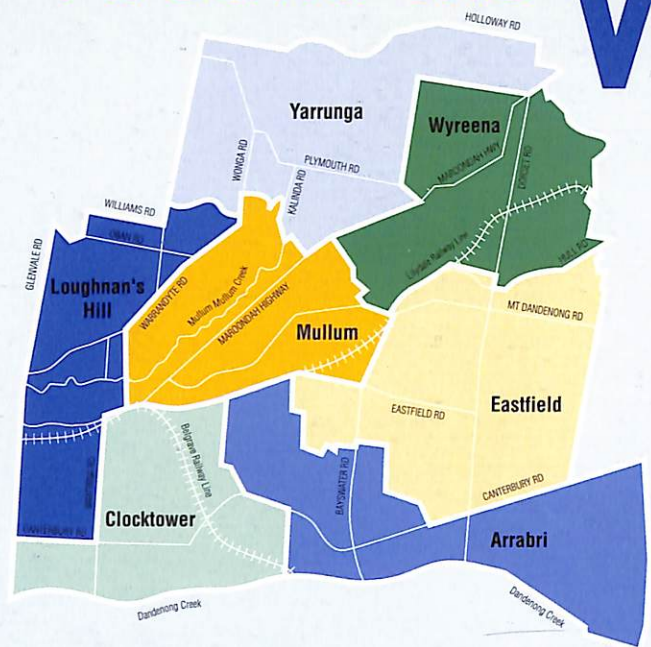 V
HOLLOWAY RD
Yarrunga
Wyreena
WONGA RD
PLYMOUTH RD
MAROONDAH HWY
DORSET RD
KALINDA RD
WILLIAMS RD
OBAN RD
GLENVALE RD
Lilydale Railway Line
HULL RD
Loughnan's
Hill
WARRANDYTE RD
Mullum Mullum Creek
MAROONDAH HIGHWAY
MT DANDENONG RD
Mullum
Eastfield
EASTFIELD RD
Belgrave Railway Line
BAYSWATER RD
CANTERBURY RD
CANTERBURY RD
Clocktower
Arrabri
Dandenong Creek
Dandenong Creek